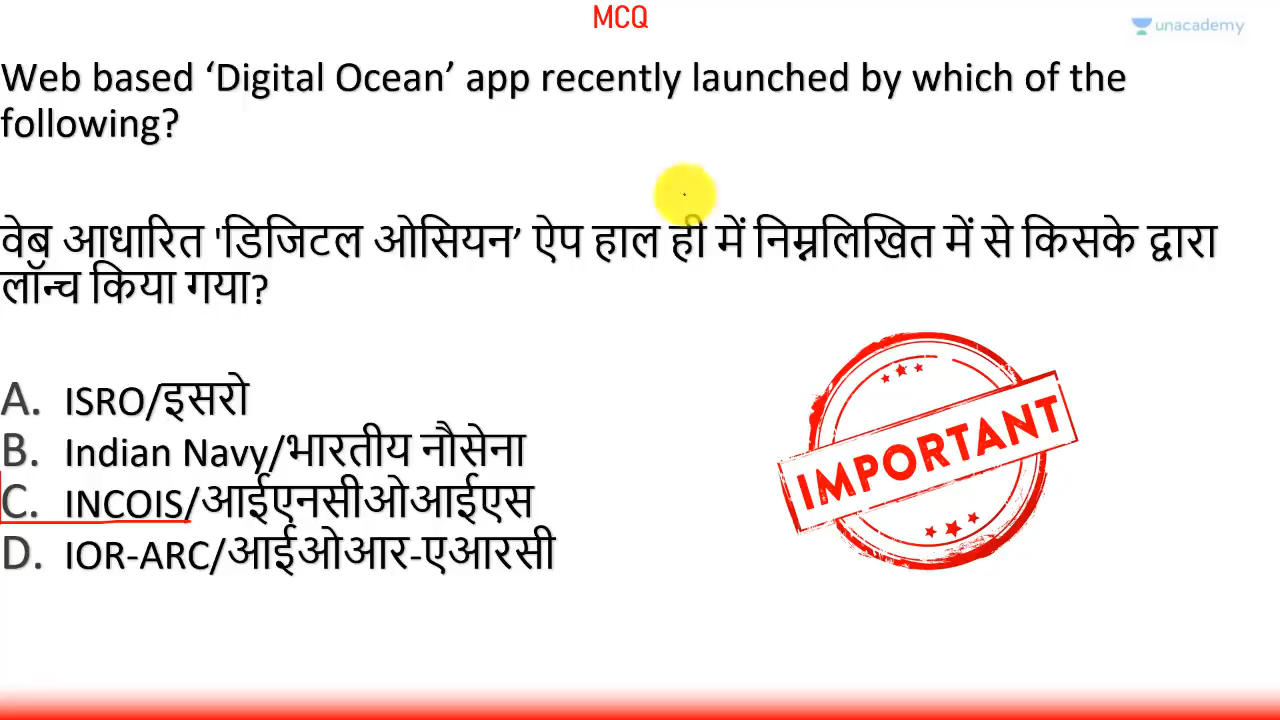 MCQ
unacademy
Web based ‘Digital Ocean’ app recently launched by which of the
following?
वेब आधारित 'डिजिटल ओसियन’ ऐप हाल ही में निम्नलिखित में से किसके द्वारा
लॉन्च किया गया?
A. ISRO/इसरो
B. Indian Navy/भारतीय नौसेना
C. INCOIS/आईएनसीओआईएस
D. IOR-ARC/आईओआर-एआरसी
IMPORTANT